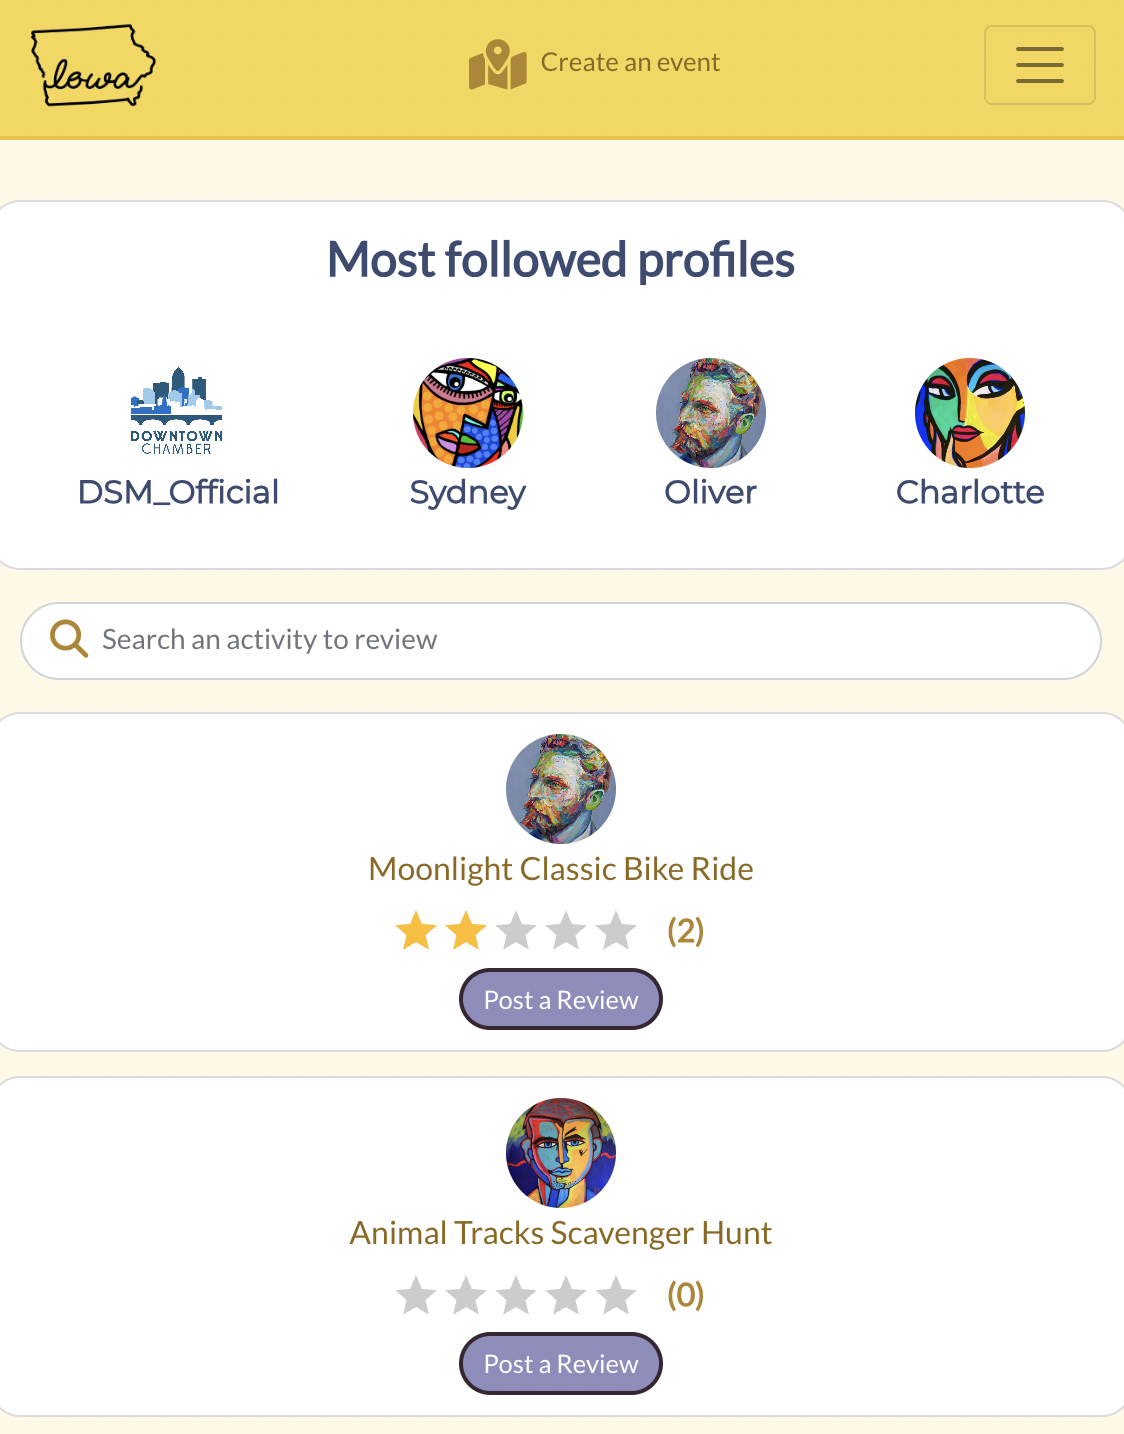 Iowa
Create an event
Most followed profiles
DOWNTOWN
CHAMBER
DSM_Official
Sydney
Oliver
Charlotte
Search an activity to review
Moonlight Classic Bike Ride
(2)
Post a Review
Animal Tracks Scavenger Hunt
(0)
Post a Review